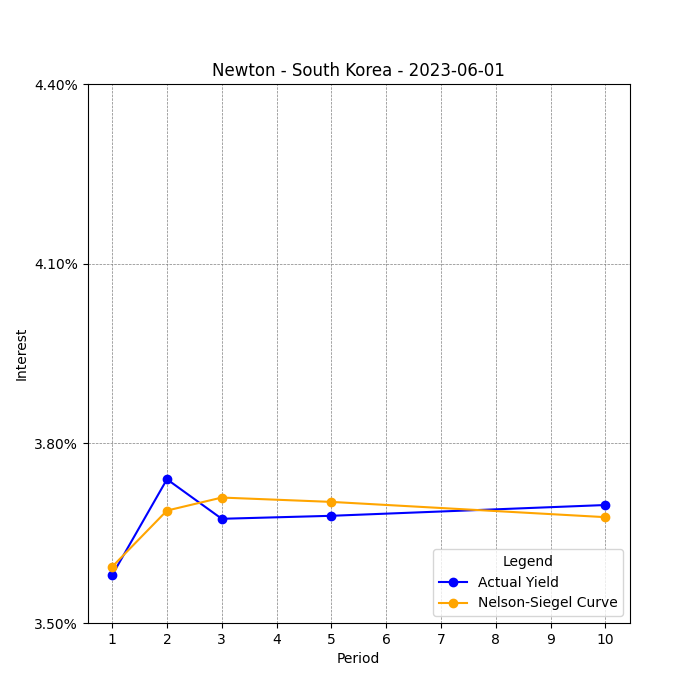 Newton - South Korea - 2023-06-01
4.40%
4.10%
3.80%
3.50%
Interest
1 2 3 4 5 6 7 8 9 10
Period
Legend
Actual Yield
Nelson-Siegel Curve